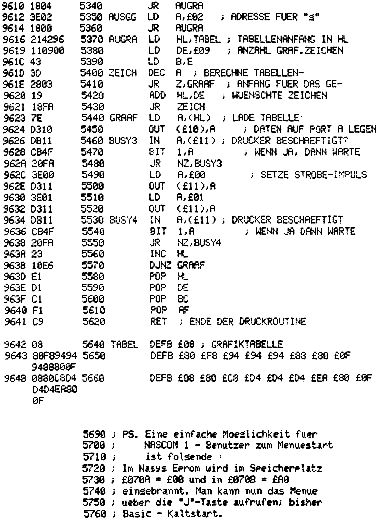 9610 1804 5340 JR AUGRA
9612 3E02 5350 AUSGG LD A,£02 ; ADRESSE FUER "≤"
9614 1800 5360 JR AUGRA
9616 214296 5370 AUGRA LD HL,TABEL ; TABELLENANFANG IN HL
9619 110900 5380 LD DE,£09 ; ANZAHL GRAF.ZEICHEN
961C 43 5390 LD B,E
961D 3D 5400 ZEICH DEC A ; BERECHNE TABELLEN-
961E 2803 5410 JR Z,GRAAF ; ANFANG FUER DAS GE-
9620 19 5420 ADD HL,DE ; WUENSCHTE ZEICHEN
9621 18FA 5430 JR ZEICH
9623 7E 5440 GRAAF LD A,(HL) ; LADE TABELLE
9624 D310 5450 OUT (£10),A ; DATEN AUF PORT A LEGEN
9626 DB11 5460 BUSY3 IN A,(£11) ; DRUCKER BESCHAEFTIGT?
9628 CB4F 5470 BIT 1,A ; WENN JA, DANN WARTE
962A 20FA 5480 JR NZ,BUSY3
962C 3E00 5490 LD A,£00 ; SETZE STROBE-IMPULS
962E D311 5500 OUT (£11),A
9630 3E01 5510 LD A,£01
9632 D311 5520 OUT (£11),A
9634 DB11 5530 BUSY4 IN A,(£11) ; DRUCKER BESCHAEFTIGT
9636 CB4F 5540 BIT 1,A ; WENN JA DANN WARTE
9638 20FA 5550 JR NZ,BUSY4
963A 23 5560 INC HL
963B 10E6 5570 DJNZ GRAAF
963D E1 5580 POP HL
963E D1 5590 POP DE
963F C1 5600 POP BC
9640 F1 5610 POP AF
9641 C9 5620 RET ; ENDE DER DRUCKROUTINE
9642 08 5640 TABEL DEFB £08 ; GRAFIKTABELLE
9643 80F89494 5650 DEFB £80 £F8 £94 £94 £94 £80 £0F
9480800F
964B 0880C8D4 5660 DEFB £08 £80 £C8 £D4 £D4 £D4 £EA £80 £0F
D4D4EA80
0F
5690 ; PS. Eine einfache Moeglichkeit fuer
5700 ; NASCOM 1 - Benutzer zum Menuestart
5710 ; ist folgende :
5720 ; Im Nasys Eprom wird im Speicherplatz
5730 ; £070A = £00 und in £070B = £A0
5740 ; eingebrannt. Man kann nun das Menue
5750 ; ueber die "J"-Taste aufrufen; bisher
5760 ; Basic - Kaltstart.